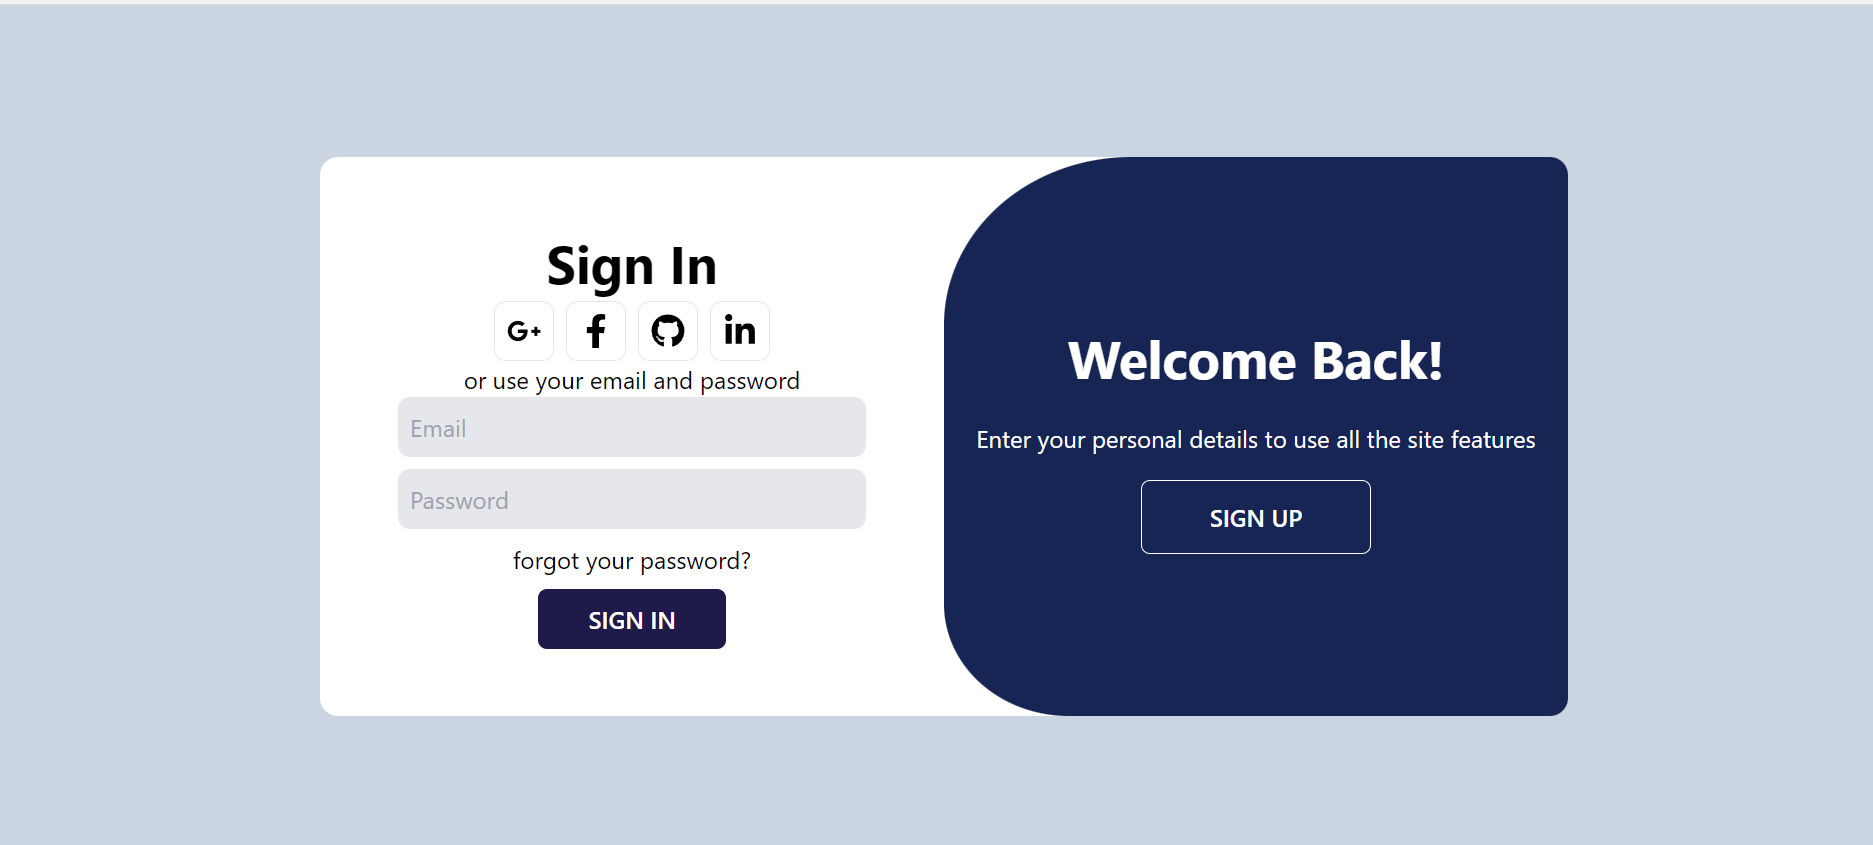 Sign In
G+ f in
or use your email and password
Email
Password
forgot your password?
SIGN IN
Welcome Back!
Enter your personal details to use all the site features
SIGN UP